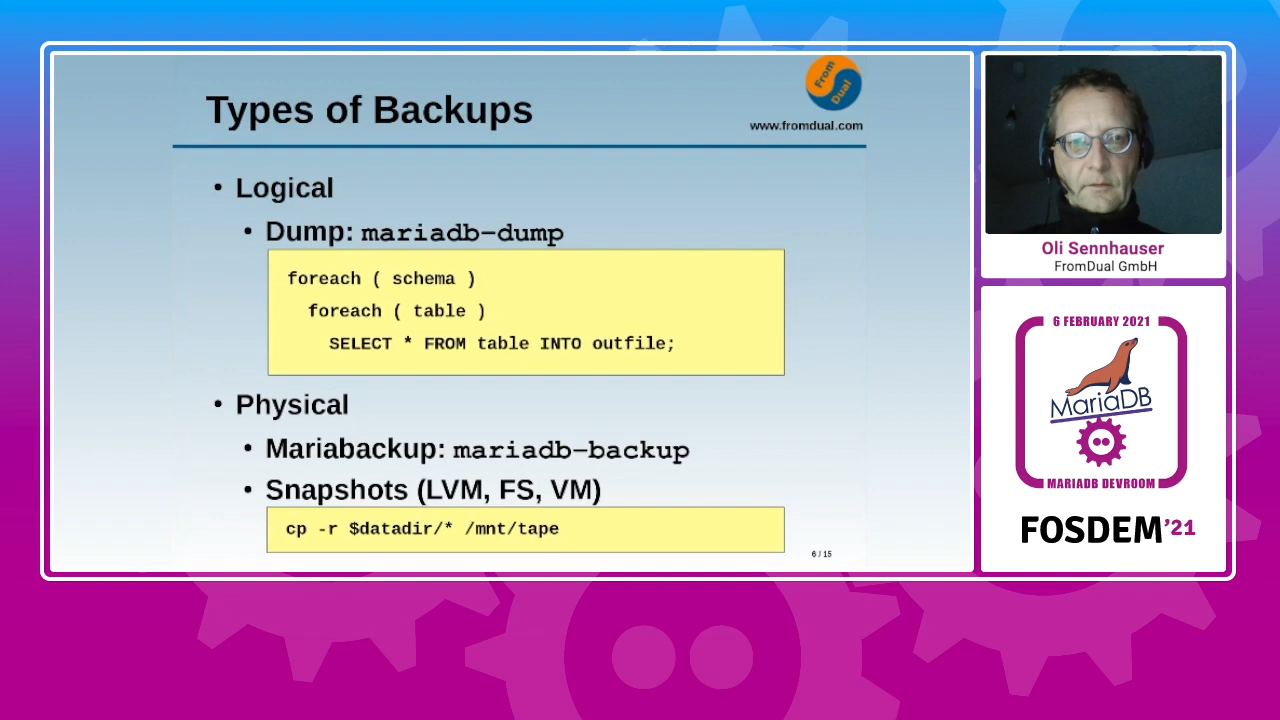 From
Dual
Types of Backups
www.fromdual.com
• Logical
• Dump: mariadb-dump
foreach ( schema )
foreach ( table )
SELECT * FROM table INTO outfile;
• Physical
• Mariabackup: mariadb-backup
• Snapshots (LVM, FS, VM)
cp -r $datadir/* /mnt/tape
6 / 15
Oli Sennhauser
FromDual GmbH
6 FEBRUARY 2021
MariaDB
MARIADB DEVROOM
FOSDEM'21